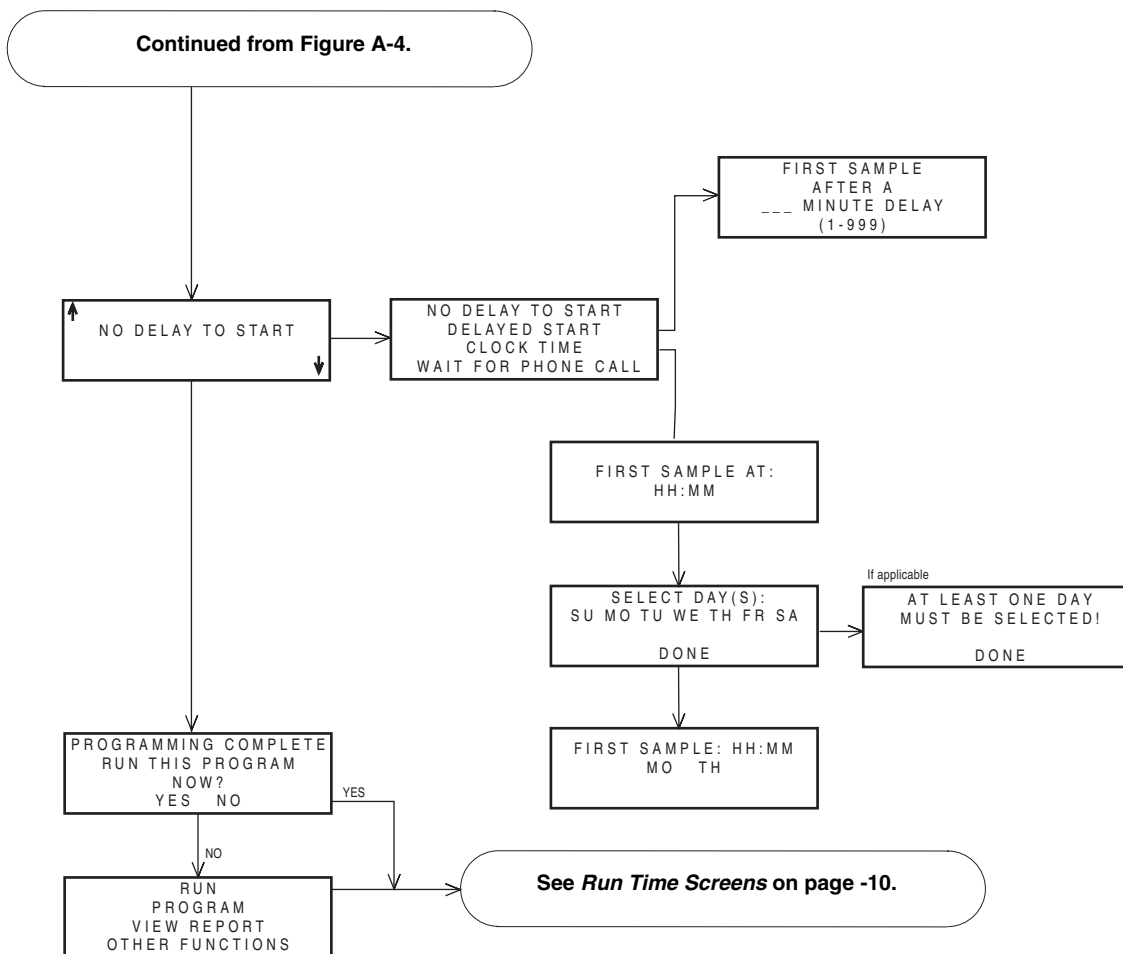 Continued from Figure A-4.
FIRST SAMPLE
AFTER A
___ MINUTE DELAY
(1-999)
NO DELAY TO START
NO DELAY TO START
DELAYED START
CLOCK TIME
WAIT FOR PHONE CALL
FIRST SAMPLE AT:
HH:MM
SELECT DAY(S):
SU MO TU WE TH FR SA
DONE
If applicable
AT LEAST ONE DAY
MUST BE SELECTED!
DONE
FIRST SAMPLE: HH:MM
MO TH
PROGRAMMING COMPLETE
RUN THIS PROGRAM
NOW?
YES NO
YES
NO
RUN
PROGRAM
VIEW REPORT
OTHER FUNCTIONS
See Run Time Screens on page -10.